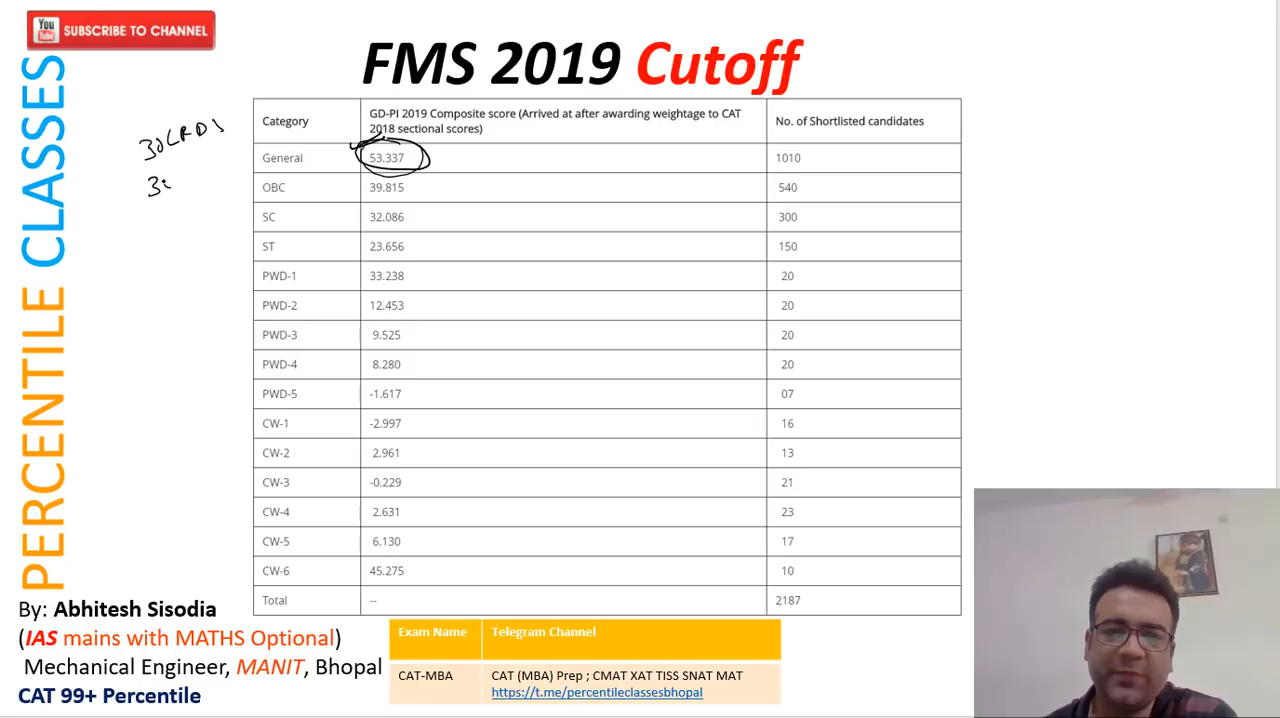 You
Tube
SUBSCRIBE TO CHANNEL
FMS 2019 Cutoff
PERCENTILE CLASSES
Category GD-PI 2019 Composite score (Arrived at after awarding weightage to CAT 2018 sectional scores) No. of Shortlisted candidates
General 53.337 1010
OBC 39.815 540
SC 32.086 300
ST 23.656 150
PWD-1 33.238 20
PWD-2 12.453 20
PWD-3 9.525 20
PWD-4 8.280 20
PWD-5 -1.617 07
CW-1 -2.997 16
CW-2 2.961 13
CW-3 -0.229 21
CW-4 2.631 23
CW-5 6.130 17
CW-6 45.275 10
Total -- 2187
By: Abhitesh Sisodia
(IAS mains with MATHS Optional)
Mechanical Engineer, MANIT, Bhopal
CAT 99+ Percentile
Exam Name Telegram Channel
CAT-MBA CAT (MBA) Prep ; CMAT XAT TISS SNAT MAT
https://t.me/percentileclassesbhopal